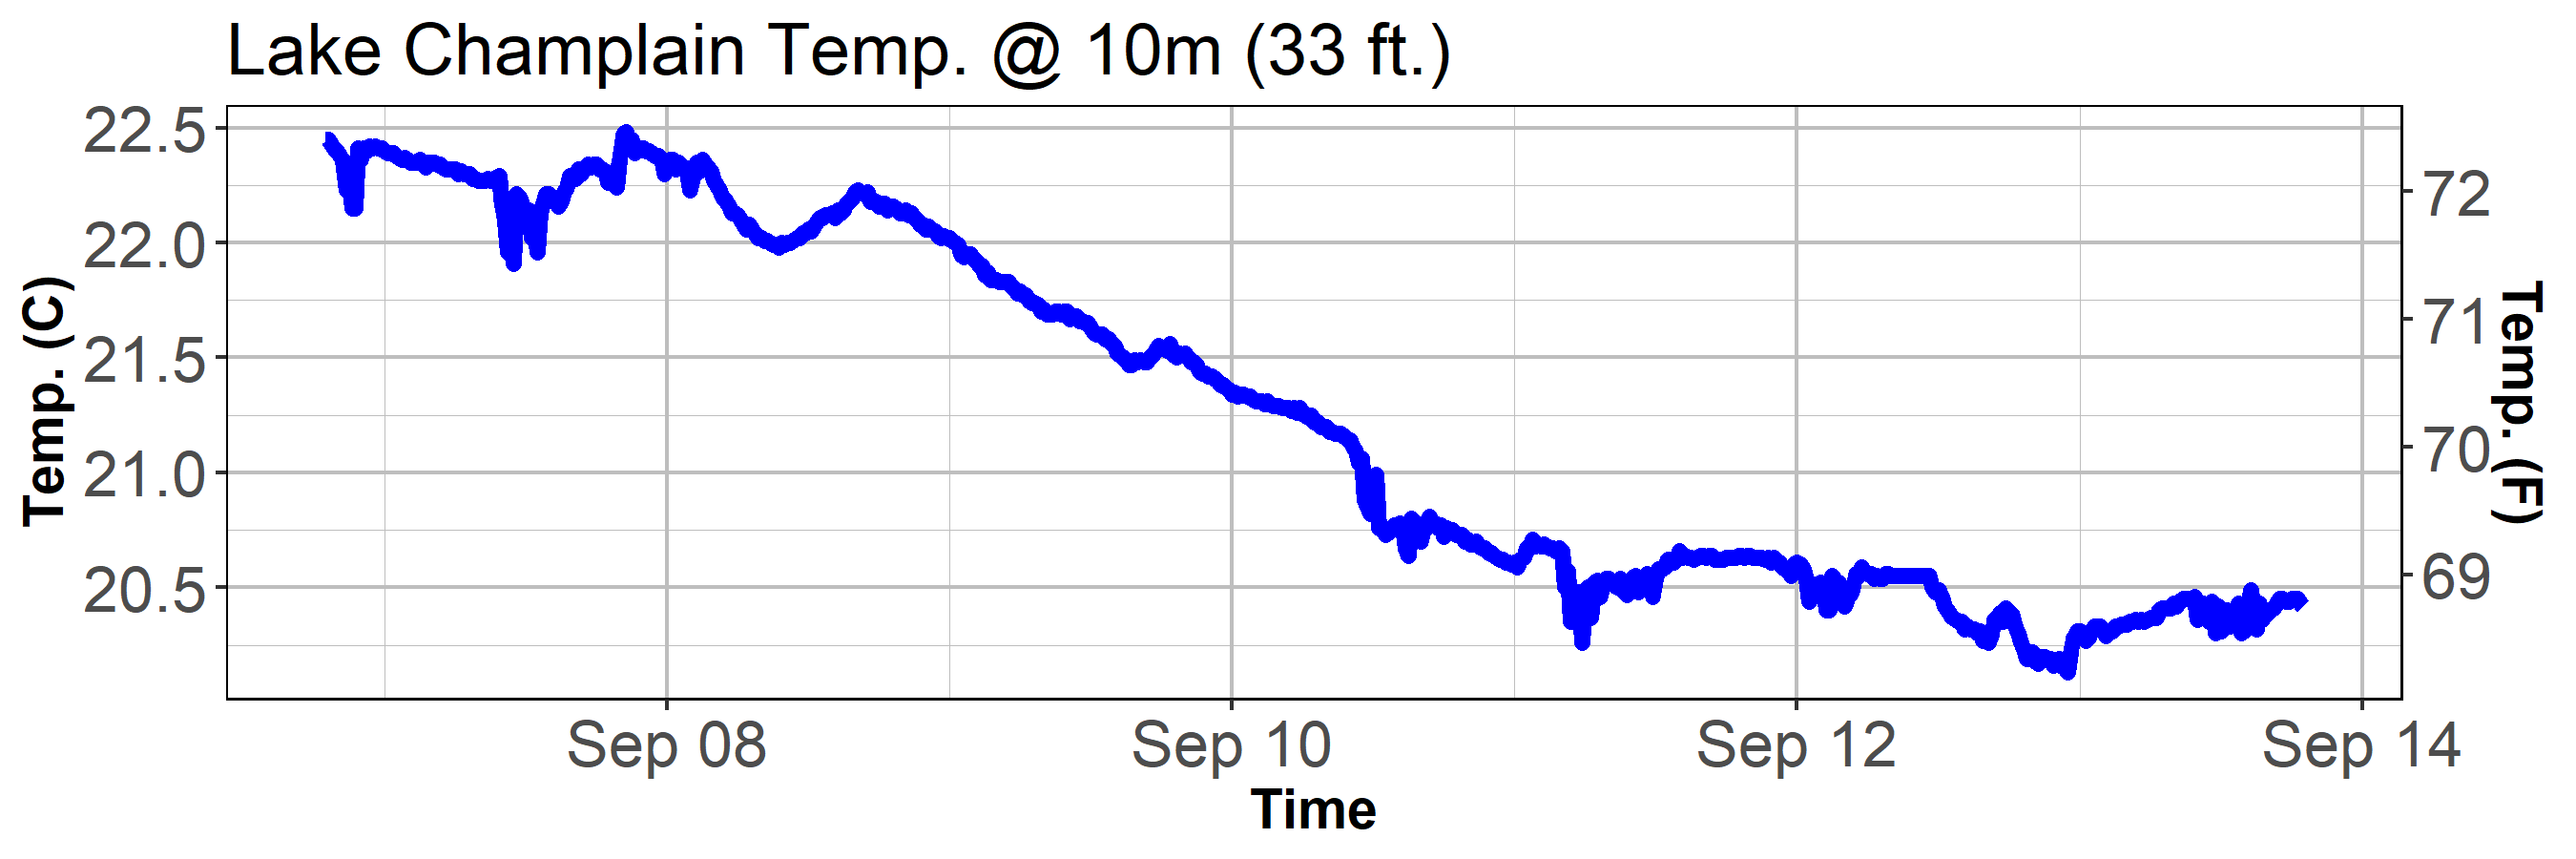 Lake Champlain Temp. @ 10m (33 ft.)
22.5
22.0
21.5
21.0
20.5
Temp. (C)
72
71
70
69
Temp. (F)
Sep 08 Sep 10 Sep 12 Sep 14
Time